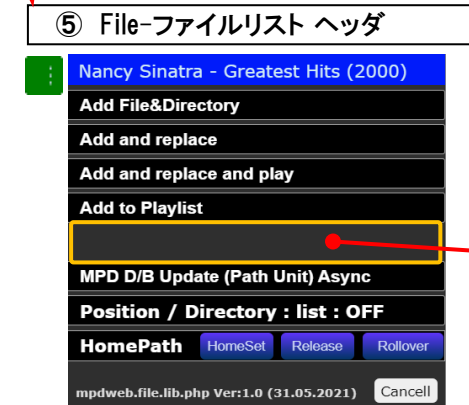 ⑤ File-ファイルリスト ヘッダ
Nancy Sinatra - Greatest Hits (2000)
Add File&Directory
Add and replace
Add and replace and play
Add to Playlist
MPD D/B Update (Path Unit) Async
Position / Directory : list : OFF
HomePath HomeSet Release Rollover
mpdweb.file.lib.php Ver:1.0 (31.05.2021) Cancell